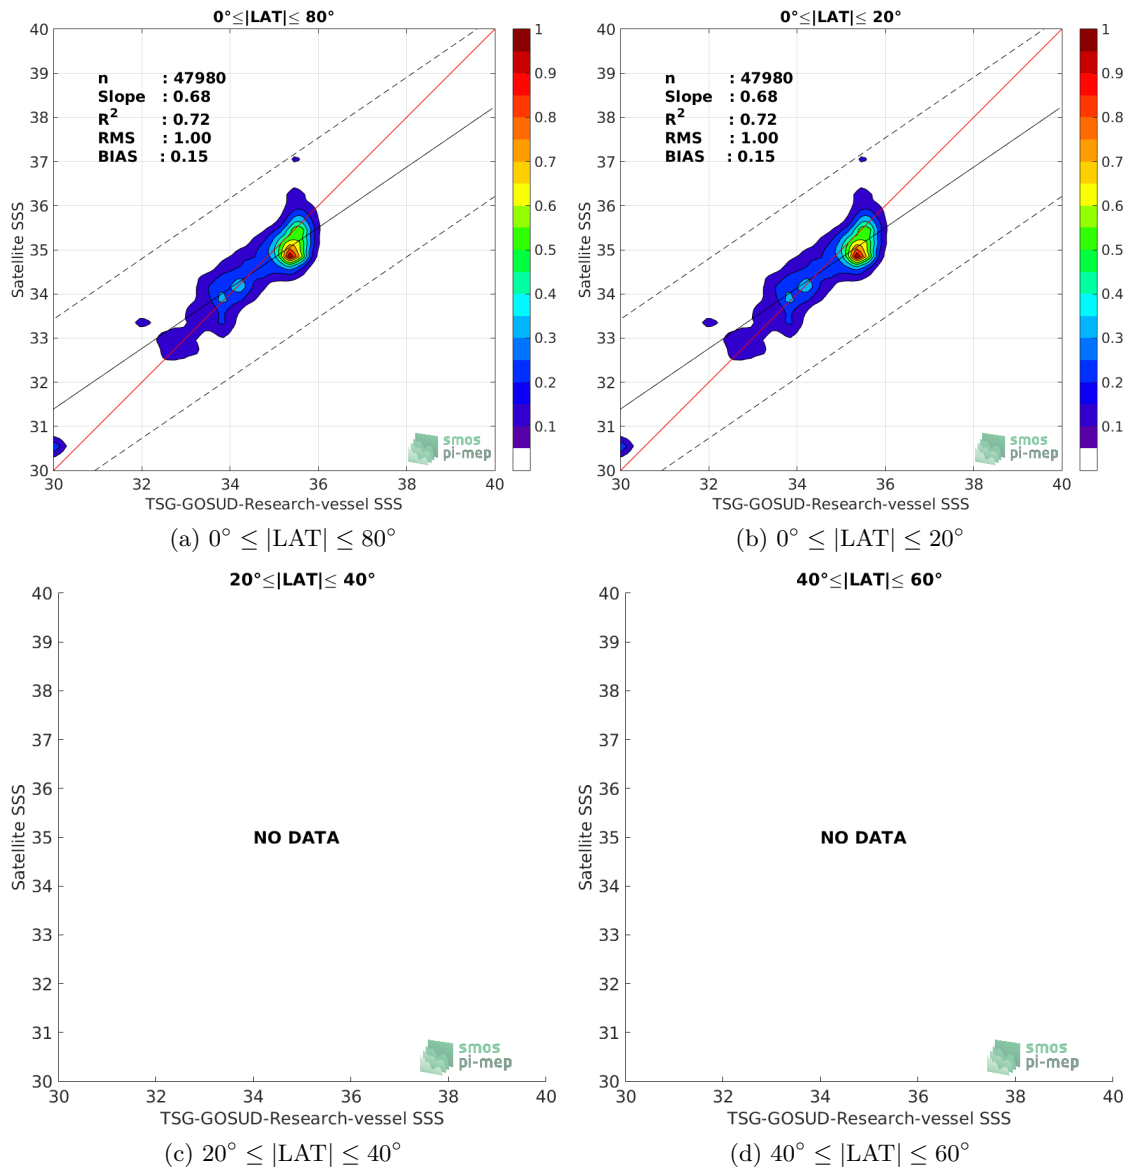 0°≤|LAT|≤ 80°
40
39
38
37
36
35
34
33
32
31
30
Satellite SSS
n : 47980
Slope : 0.68
R² : 0.72
RMS : 1.00
BIAS : 0.15
smos
pi-mep
30 32 34 36 38 40
TSG-GOSUD-Research-vessel SSS
1
0.9
0.8
0.7
0.6
0.5
0.4
0.3
0.2
0.1
(a) 0° ≤ |LAT| ≤ 80°
0°≤|LAT|≤ 20°
40
39
38
37
36
35
34
33
32
31
30
Satellite SSS
n : 47980
Slope : 0.68
R² : 0.72
RMS : 1.00
BIAS : 0.15
smos
pi-mep
30 32 34 36 38 40
TSG-GOSUD-Research-vessel SSS
1
0.9
0.8
0.7
0.6
0.5
0.4
0.3
0.2
0.1
(b) 0° ≤ |LAT| ≤ 20°
20°≤|LAT|≤ 40°
40
39
38
37
36
35
34
33
32
31
30
Satellite SSS
NO DATA
smos
pi-mep
30 32 34 36 38 40
TSG-GOSUD-Research-vessel SSS
(c) 20° ≤ |LAT| ≤ 40°
40°≤|LAT|≤ 60°
40
39
38
37
36
35
34
33
32
31
30
Satellite SSS
NO DATA
smos
pi-mep
30 32 34 36 38 40
TSG-GOSUD-Research-vessel SSS
(d) 40° ≤ |LAT| ≤ 60°